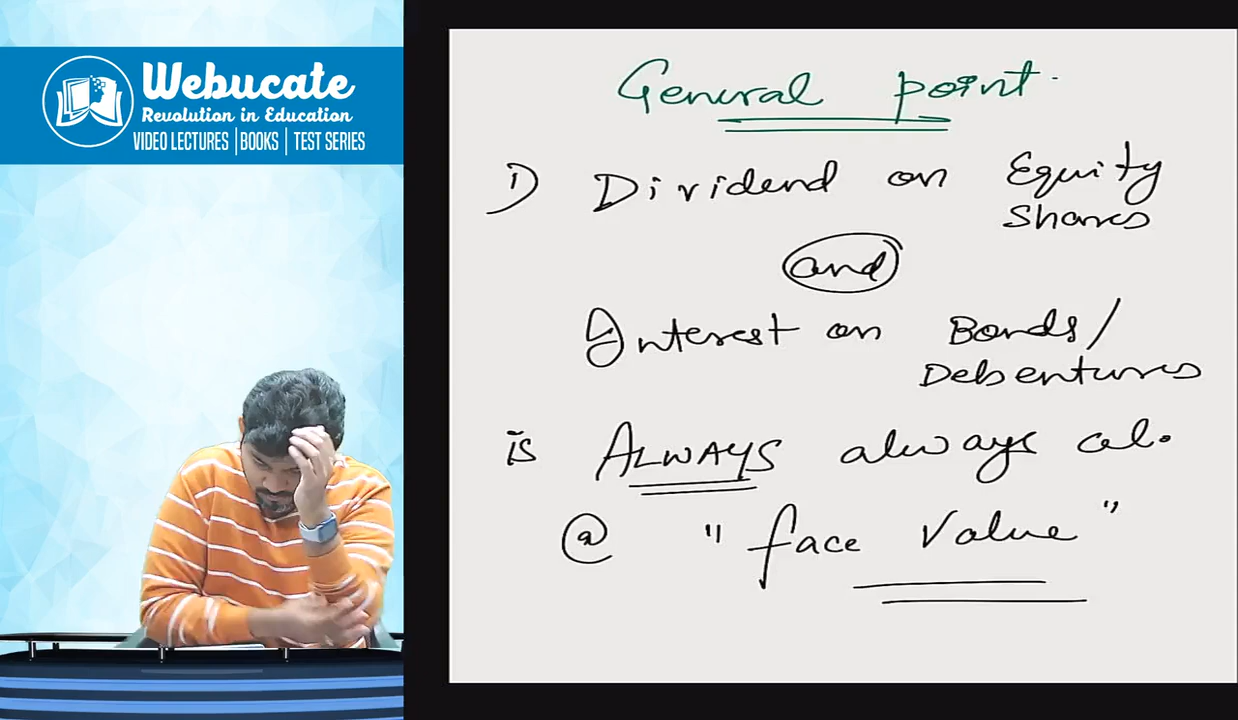 Webucate
Revolution in Education
VIDEO LECTURES | BOOKS | TEST SERIES
General point.
1) Dividend on Equity
Shares
and
Interest on Bonds/
Debentures
is ALWAYS always cal.
@ "face value"